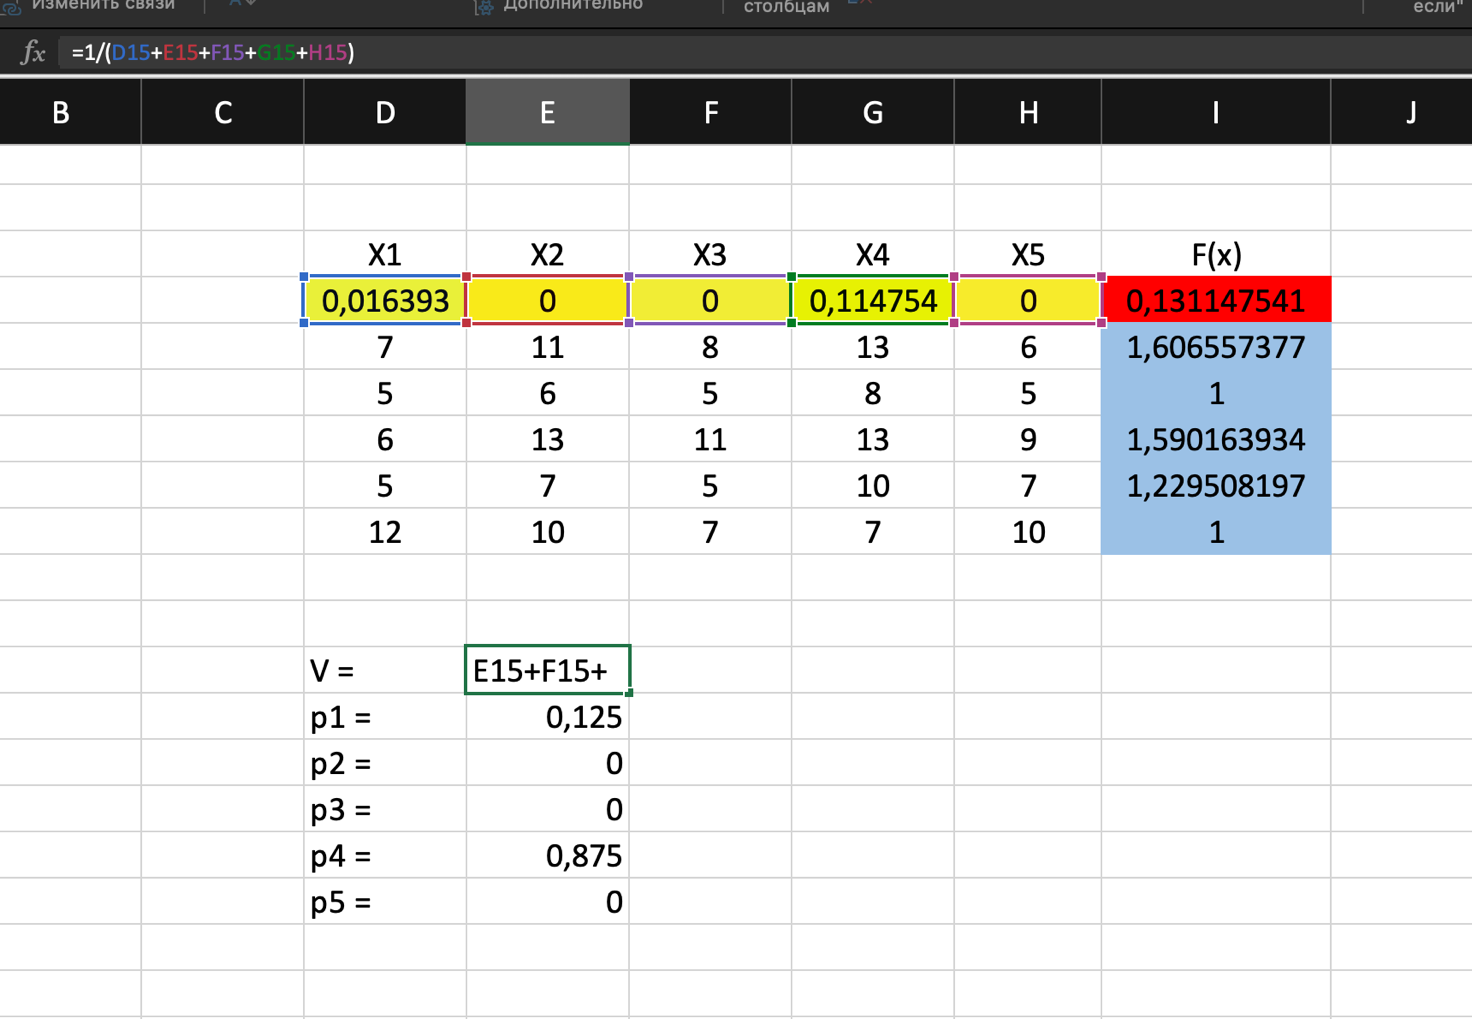 Изменить связи Дополнительно столбцам если"
fx =1/(D15+E15+F15+G15+H15)
B C D E F G H I J
X1 X2 X3 X4 X5 F(x)
0,016393 0 0 0,114754 0 0,131147541
7 11 8 13 6 1,606557377
5 6 5 8 5 1
6 13 11 13 9 1,590163934
5 7 5 10 7 1,229508197
12 10 7 7 10 1
V = E15+F15+
p1 = 0,125
p2 = 0
p3 = 0
p4 = 0,875
p5 = 0